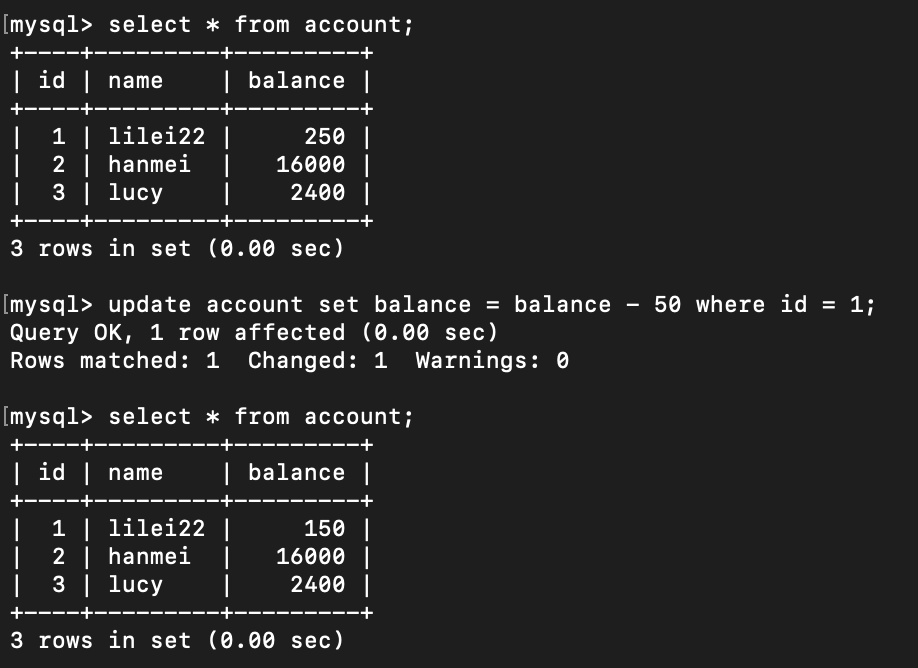 [mysql> select * from account;
+----+---------+---------+
| id | name    | balance |
+----+---------+---------+
|  1 | lilei22 |     250 |
|  2 | hanmei  |   16000 |
|  3 | lucy    |    2400 |
+----+---------+---------+
3 rows in set (0.00 sec)
[mysql> update account set balance = balance - 50 where id = 1;
Query OK, 1 row affected (0.00 sec)
Rows matched: 1  Changed: 1  Warnings: 0
[mysql> select * from account;
+----+---------+---------+
| id | name    | balance |
+----+---------+---------+
|  1 | lilei22 |     150 |
|  2 | hanmei  |   16000 |
|  3 | lucy    |    2400 |
+----+---------+---------+
3 rows in set (0.00 sec)